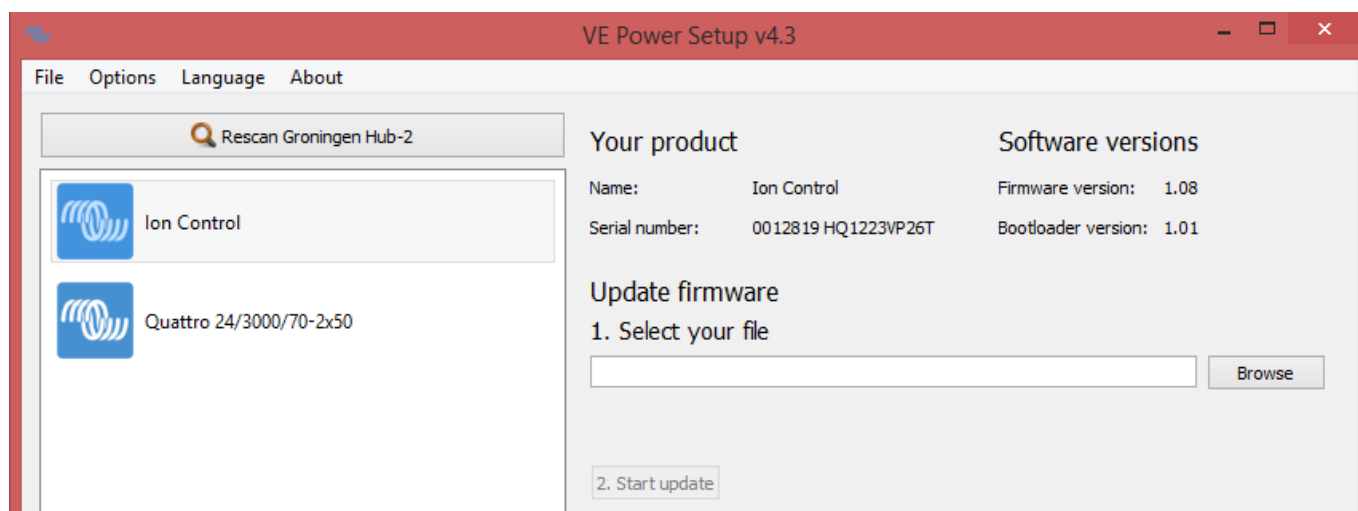 VE Power Setup v4.3
File Options Language About
Rescan Groningen Hub-2
Ion Control
Quattro 24/3000/70-2x50
Your product
Name: Ion Control
Serial number: 0012819 HQ1223VP26T
Software versions
Firmware version: 1.08
Bootloader version: 1.01
Update firmware
1. Select your file
Browse
2. Start update